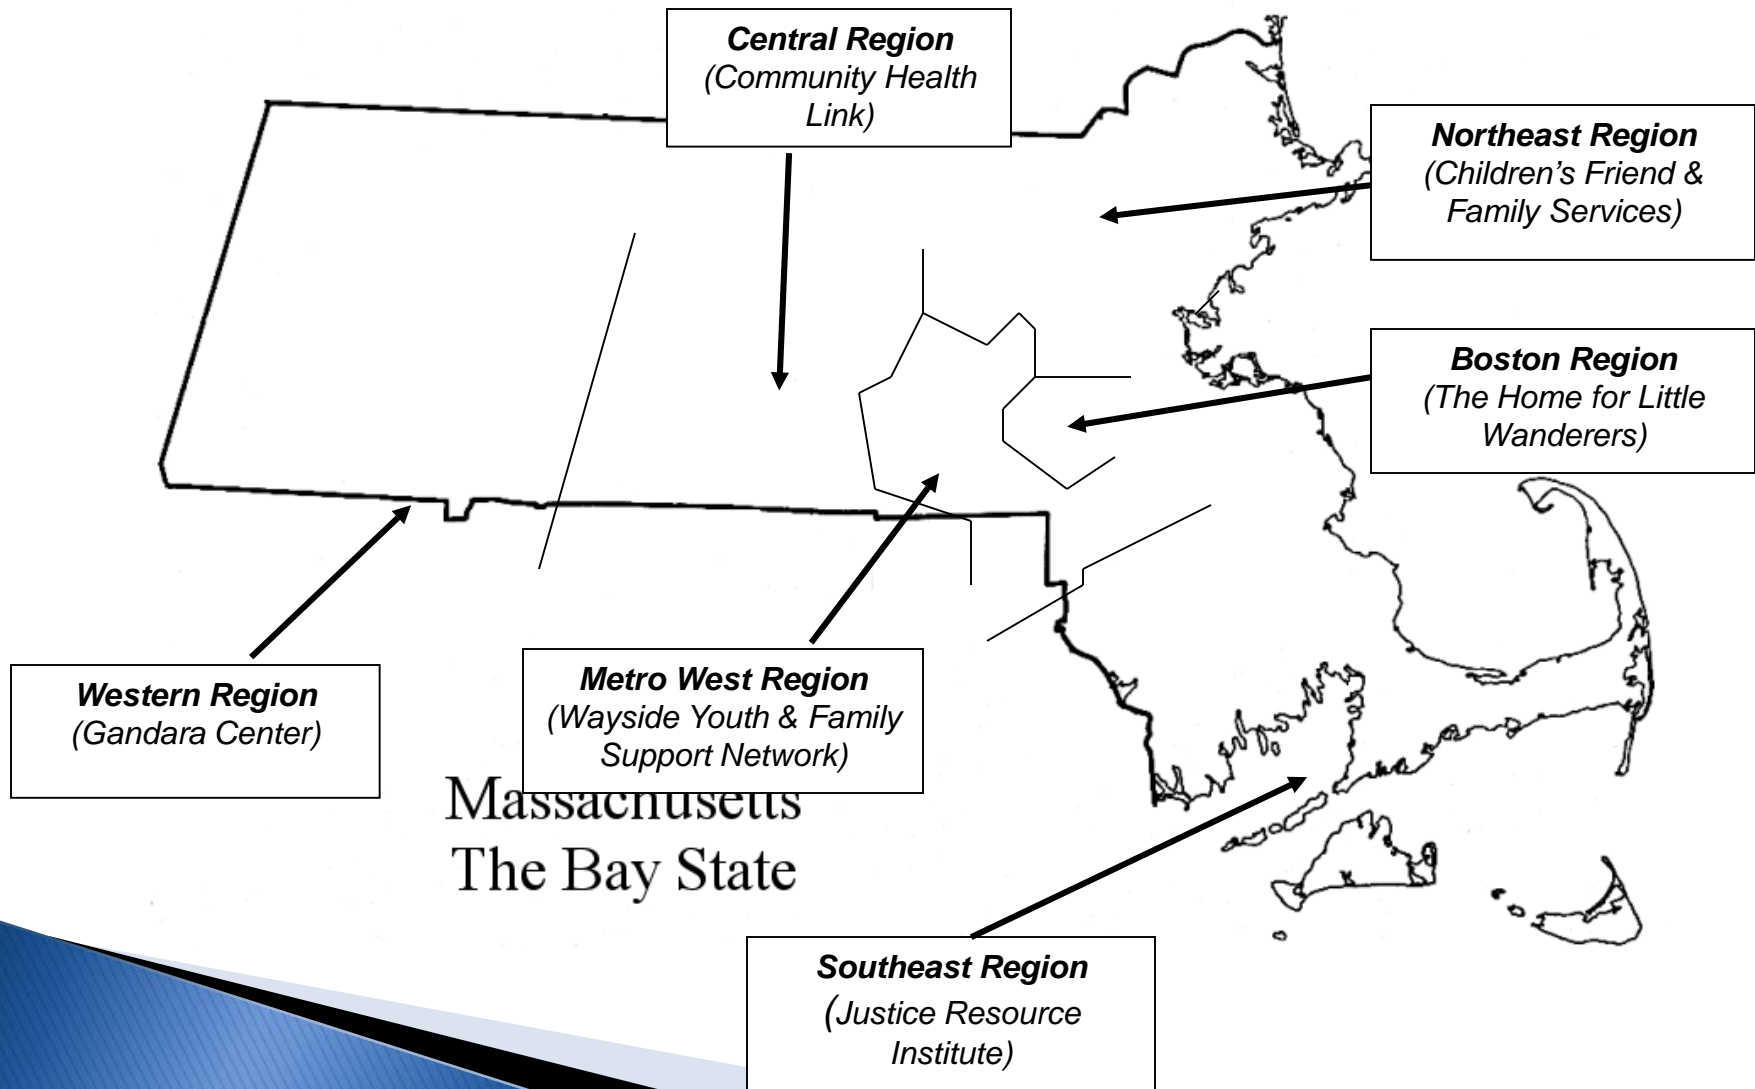 Central Region
(Community Health
Link)
Northeast Region
(Children’s Friend &
Family Services)
Boston Region
(The Home for Little
Wanderers)
Western Region
(Gandara Center)
Metro West Region
(Wayside Youth & Family
Support Network)
Massachusetts
The Bay State
Southeast Region
(Justice Resource
Institute)